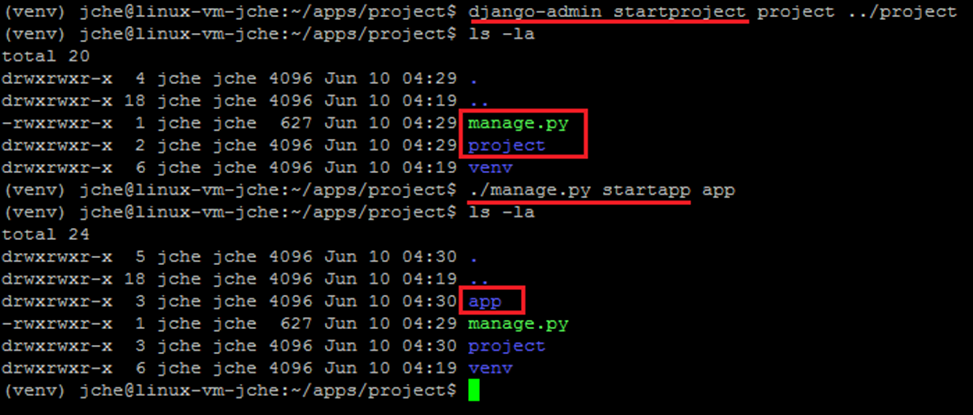 (venv) jche@linux-vm-jche:~/apps/project$ django-admin startproject project ../project
(venv) jche@linux-vm-jche:~/apps/project$ ls -la
total 20
drwxrwxr-x  4 jche jche 4096 Jun 10 04:29 .
drwxrwxr-x 18 jche jche 4096 Jun 10 04:19 ..
-rwxrwxr-x  1 jche jche  627 Jun 10 04:29 manage.py
drwxrwxr-x  2 jche jche 4096 Jun 10 04:29 project
drwxrwxr-x  6 jche jche 4096 Jun 10 04:19 venv
(venv) jche@linux-vm-jche:~/apps/project$ ./manage.py startapp app
(venv) jche@linux-vm-jche:~/apps/project$ ls -la
total 24
drwxrwxr-x  5 jche jche 4096 Jun 10 04:30 .
drwxrwxr-x 18 jche jche 4096 Jun 10 04:19 ..
drwxrwxr-x  3 jche jche 4096 Jun 10 04:30 app
-rwxrwxr-x  1 jche jche  627 Jun 10 04:29 manage.py
drwxrwxr-x  3 jche jche 4096 Jun 10 04:30 project
drwxrwxr-x  6 jche jche 4096 Jun 10 04:19 venv
(venv) jche@linux-vm-jche:~/apps/project$